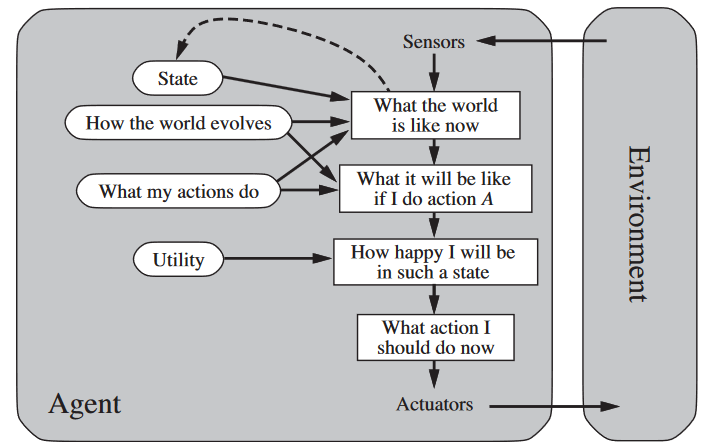 Sensors
State
What the world
is like now
How the world evolves
What it will be like
if I do action A
What my actions do
How happy I will be
in such a state
Utility
What action I
should do now
Agent
Actuators
Environment